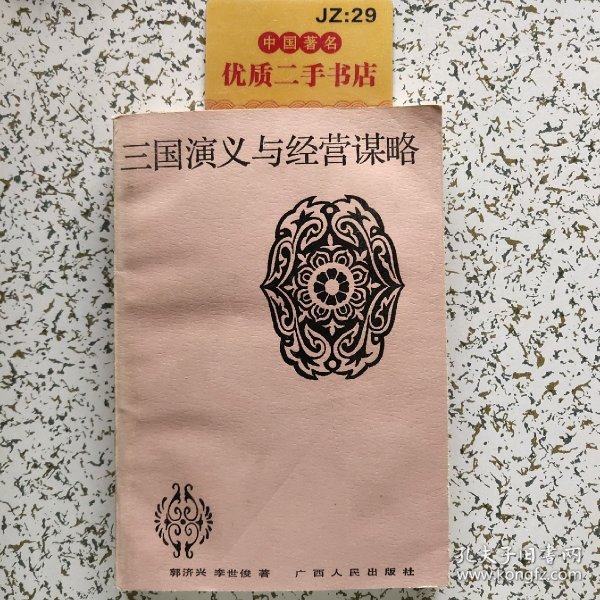 JZ:29
中国著名
优质二手书店
三国演义与经营谋略
郭济兴 李世俊 著 广西人民出版社
孔夫子旧书网
www.kongfz.com